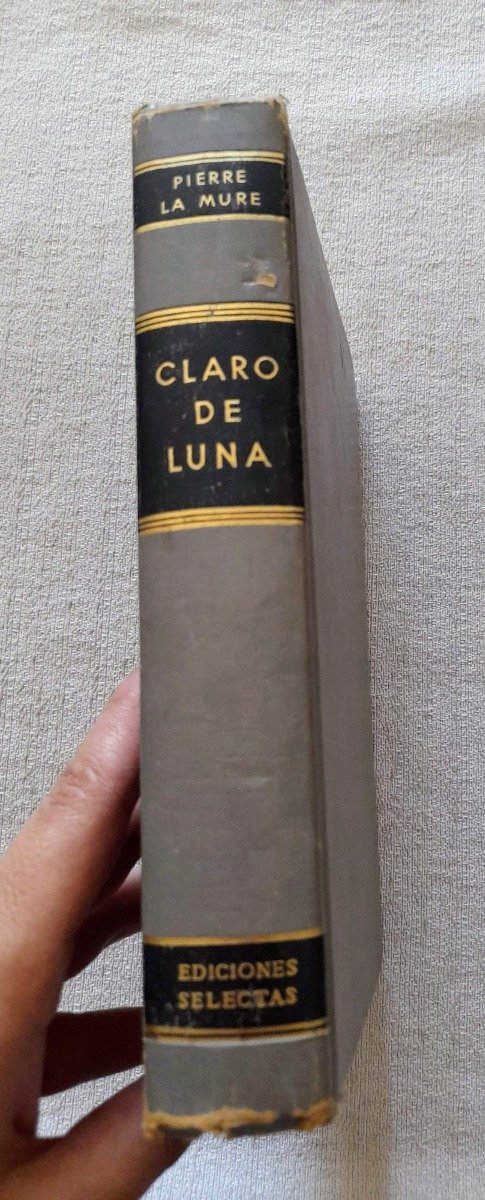 PIERRE
LA MURE
CLARO
DE
LUNA
EDICIONES
SELECTAS